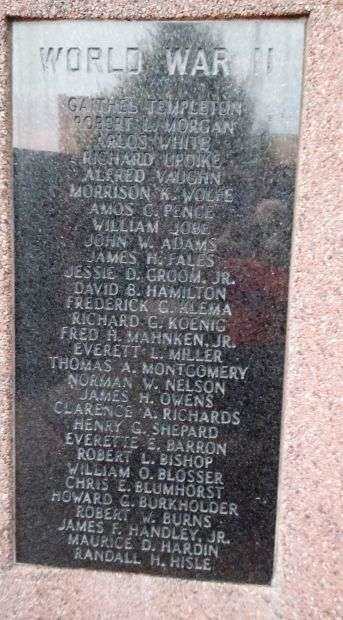 WORLD WAR II
GAITHEL TEMPLETON
ROBERT L. MORGAN
ARLOS WHITE
RICHARD UPDIKE
ALFRED VAUGHN
MORRISON K. WOLFE
AMOS C. PENCE
WILLIAM JOBE
JOHN W. ADAMS
JAMES H. FALES
JESSIE D. GROOM, JR.
DAVID B. HAMILTON
FREDERICK G. KLEMA
RICHARD G. KOENIG
FRED H. MAHNKEN, JR.
EVERETT L. MILLER
THOMAS A. MONTGOMERY
NORMAN W. NELSON
JAMES H. OWENS
CLARENCE A. RICHARDS
HENRY G. SHEPARD
EVERETTE E. BARRON
ROBERT L. BISHOP
WILLIAM O. BLOSSER
CHRIS E. BLUMHORST
HOWARD G. BURKHOLDER
ROBERT W. BURNS
JAMES F. HANDLEY, JR.
MAURICE D. HARDIN
RANDALL H. HISLE